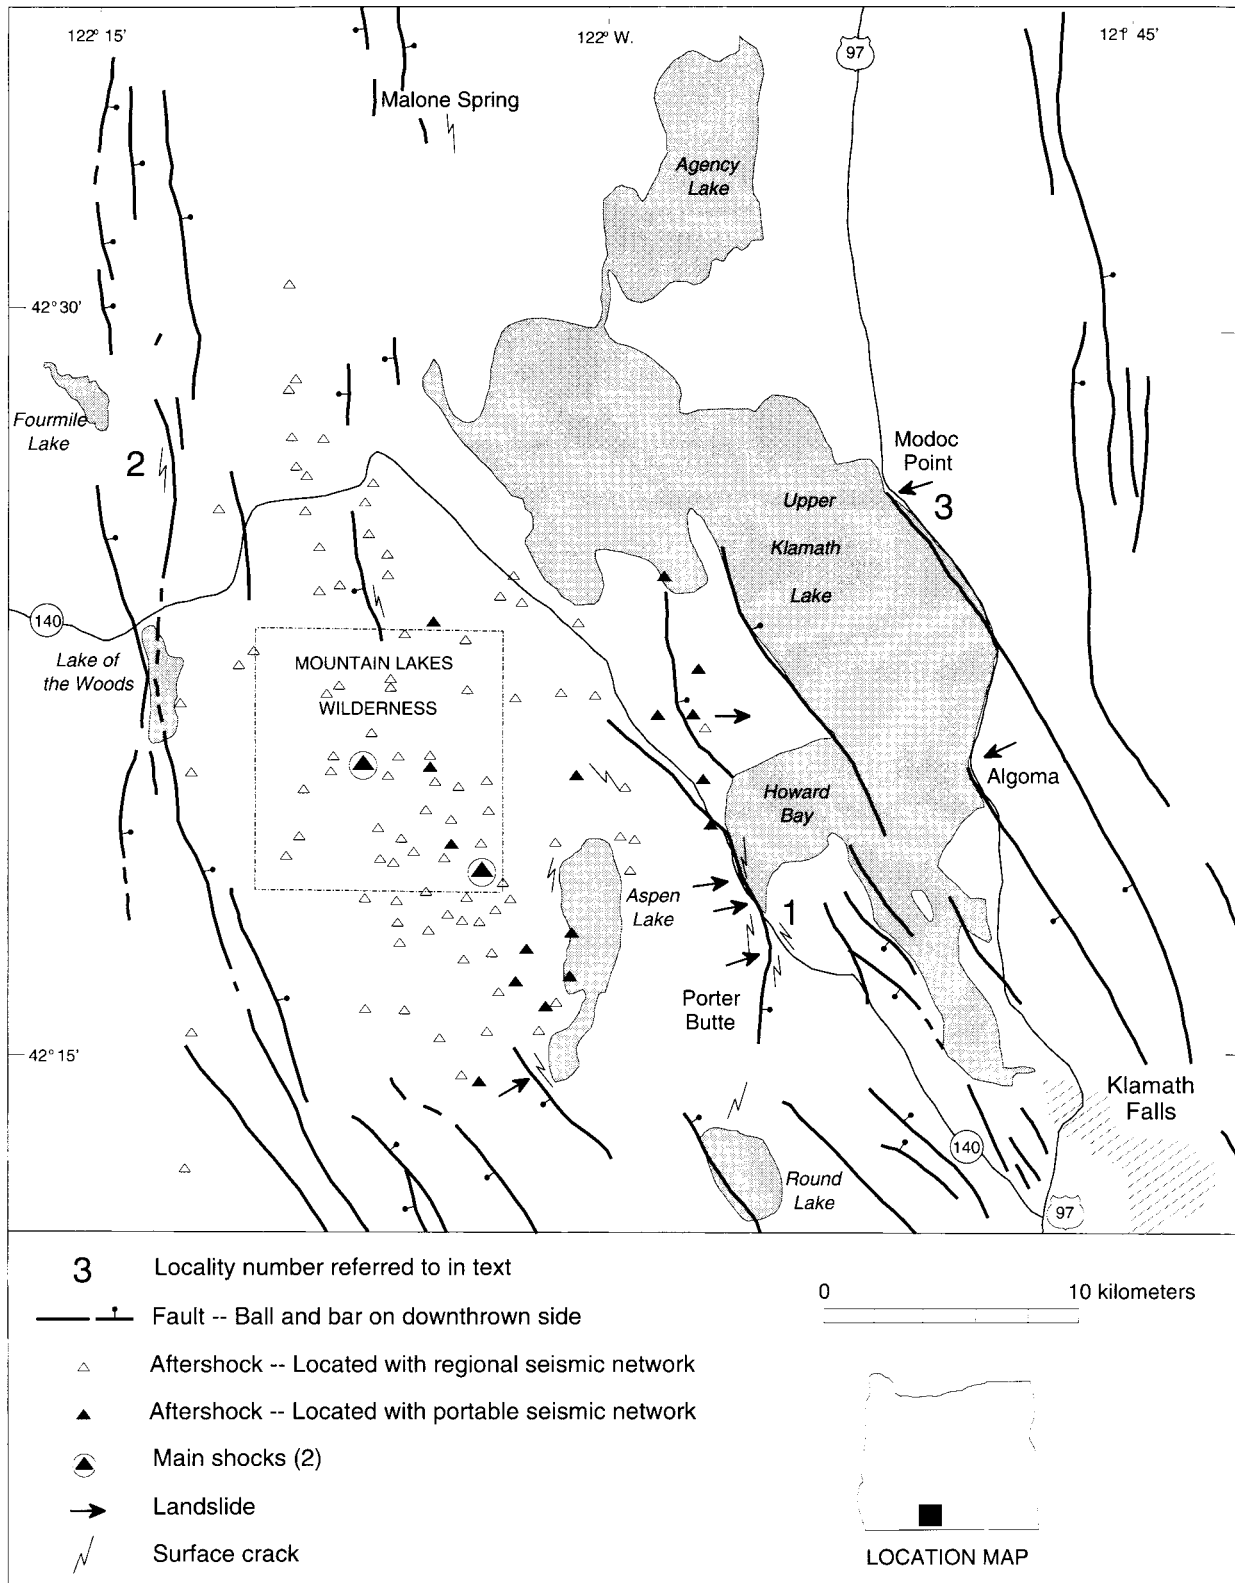 122° 15'
122° W.
97
121° 45'
Malone Spring
Agency
Lake
42° 30'
Fourmile
Lake
2
Modoc
Point
3
Upper
Klamath
Lake
140
Lake of
the Woods
MOUNTAIN LAKES
WILDERNESS
Algoma
Howard
Bay
Aspen
Lake
1
Porter
Butte
42° 15'
Klamath
Falls
140
Round
Lake
97
3 Locality number referred to in text
Fault -- Ball and bar on downthrown side
Aftershock -- Located with regional seismic network
Aftershock -- Located with portable seismic network
Main shocks (2)
Landslide
Surface crack
0 10 kilometers
LOCATION MAP